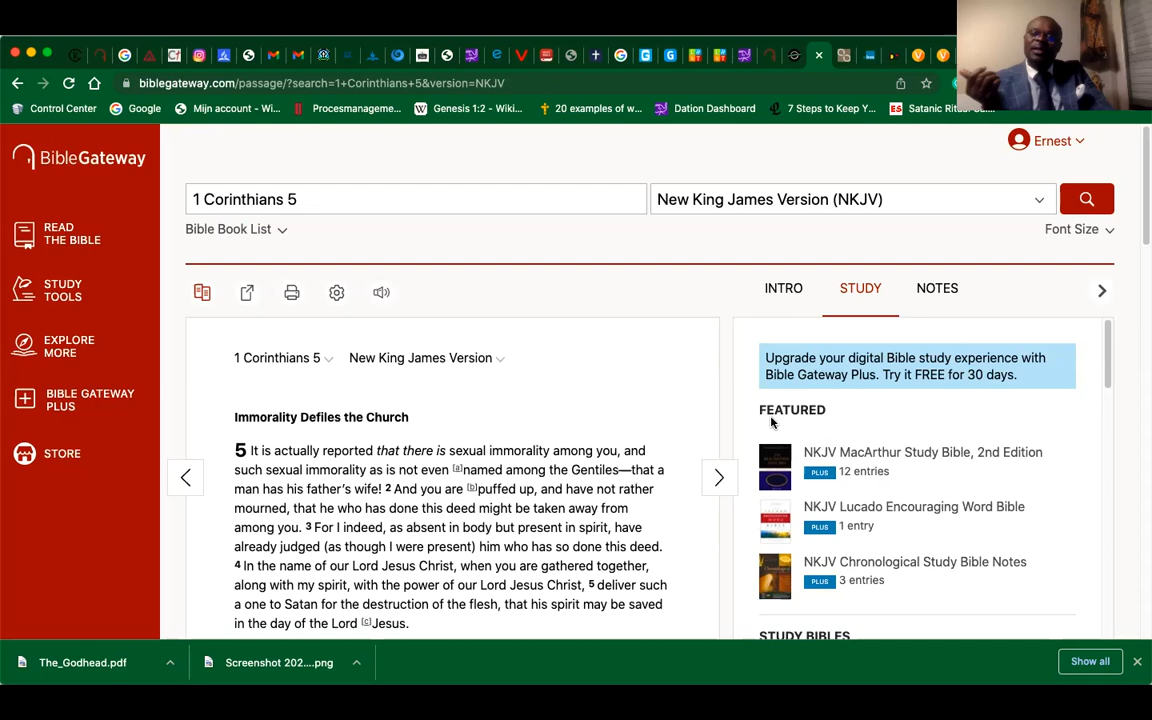 biblegateway.com/passage/?search=1+Corinthians+5&version=NKJV
Control Center
Google
Mijn account - Wi...
Procesmanageme...
Genesis 1:2 - Wiki...
20 examples of w...
Dation Dashboard
7 Steps to Keep Y...
ES
Satanic Ritual
BibleGateway
READ
THE BIBLE
STUDY
TOOLS
EXPLORE
MORE
BIBLE GATEWAY
PLUS
STORE
Ernest
1 Corinthians 5
New King James Version (NKJV)
Bible Book List
Font Size
INTRO
STUDY
NOTES
1 Corinthians 5
New King James Version
Immorality Defiles the Church
5 It is actually reported that there is sexual immorality among you, and
such sexual immorality as is not even [a]named among the Gentiles—that a
man has his father's wife! 2 And you are [b]puffed up, and have not rather
mourned, that he who has done this deed might be taken away from
among you. 3 For I indeed, as absent in body but present in spirit, have
already judged (as though I were present) him who has so done this deed.
4 In the name of our Lord Jesus Christ, when you are gathered together,
along with my spirit, with the power of our Lord Jesus Christ, 5 deliver such
a one to Satan for the destruction of the flesh, that his spirit may be saved
in the day of the Lord [c]Jesus.
Upgrade your digital Bible study experience with
Bible Gateway Plus. Try it FREE for 30 days.
FEATURED
NKJV MacArthur Study Bible, 2nd Edition
PLUS 12 entries
NKJV Lucado Encouraging Word Bible
PLUS 1 entry
NKJV Chronological Study Bible Notes
PLUS 3 entries
STUDY BIBLES
The_Godhead.pdf
Screenshot 202....png
Show all